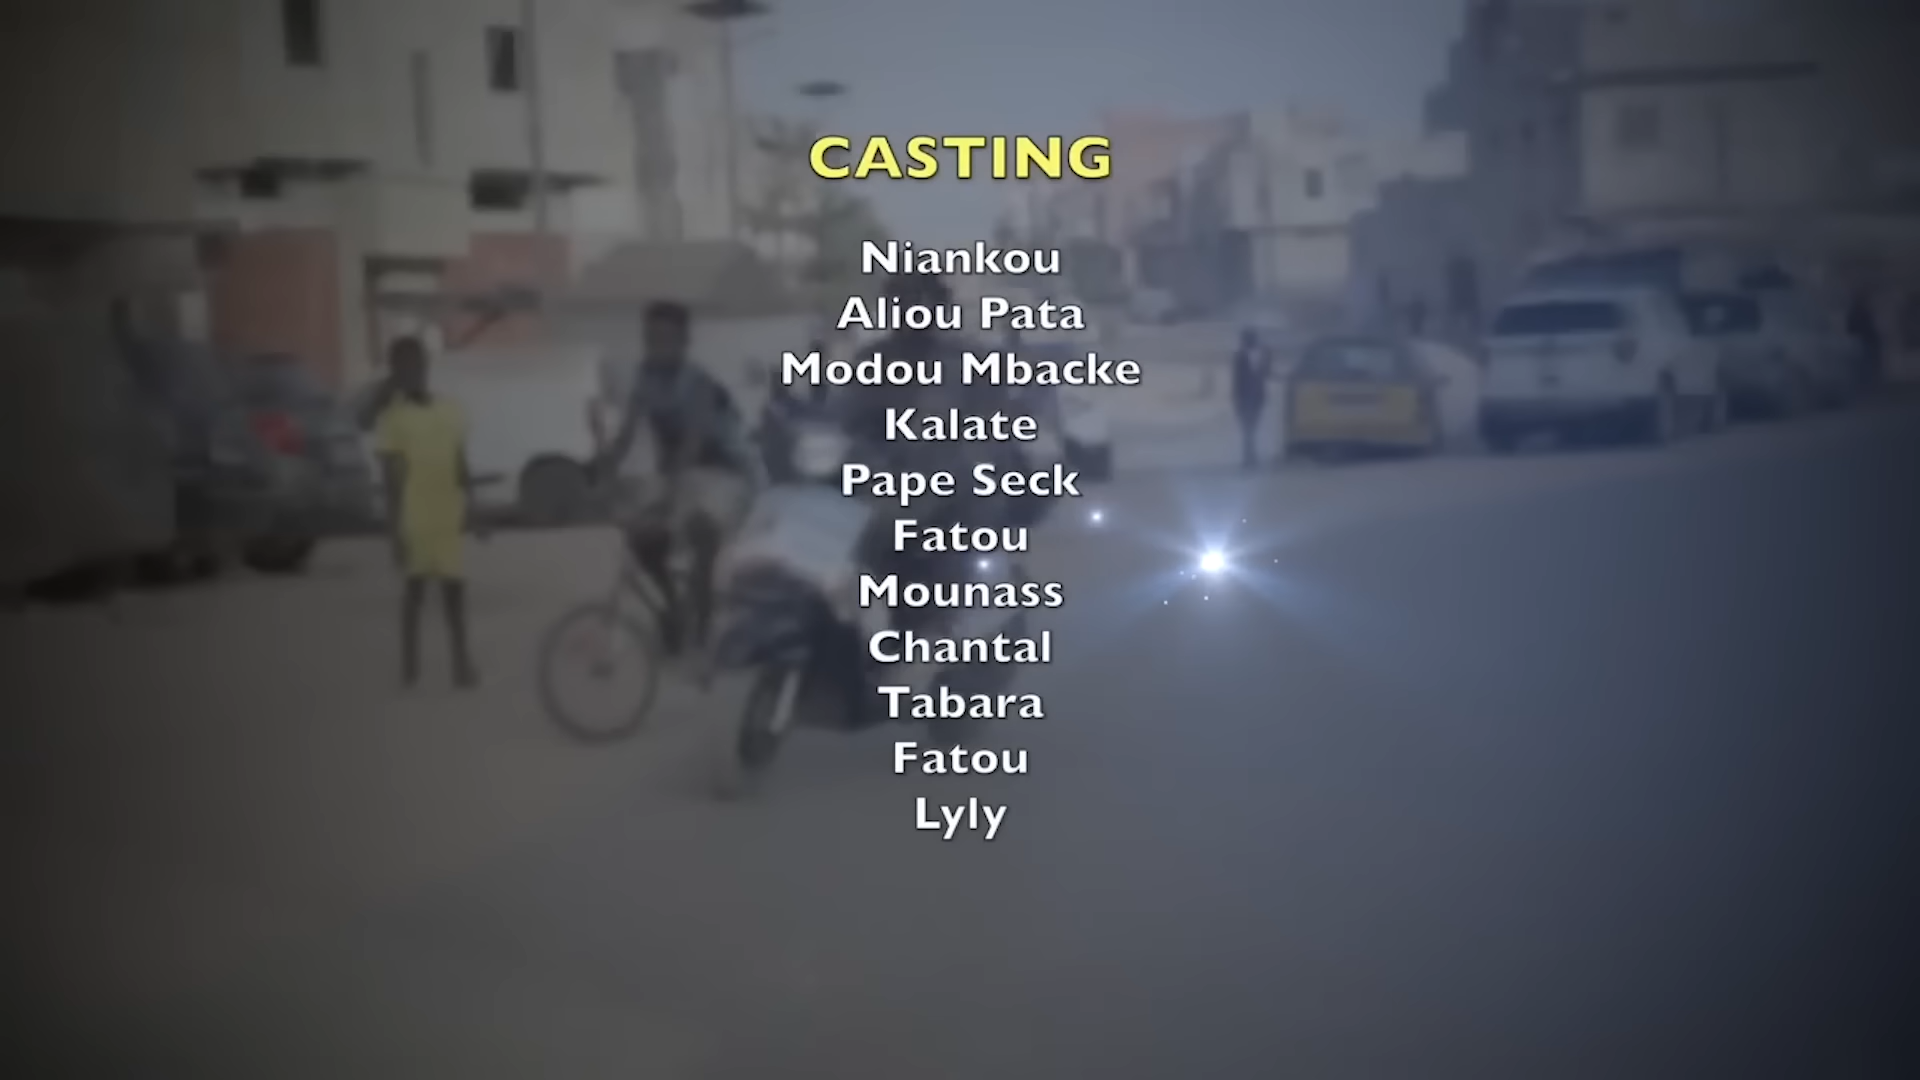 CASTING
Niankou
Aliou Pata
Modou Mbacke
Kalate
Pape Seck
Fatou
Mounass
Chantal
Tabara
Fatou
Lyly